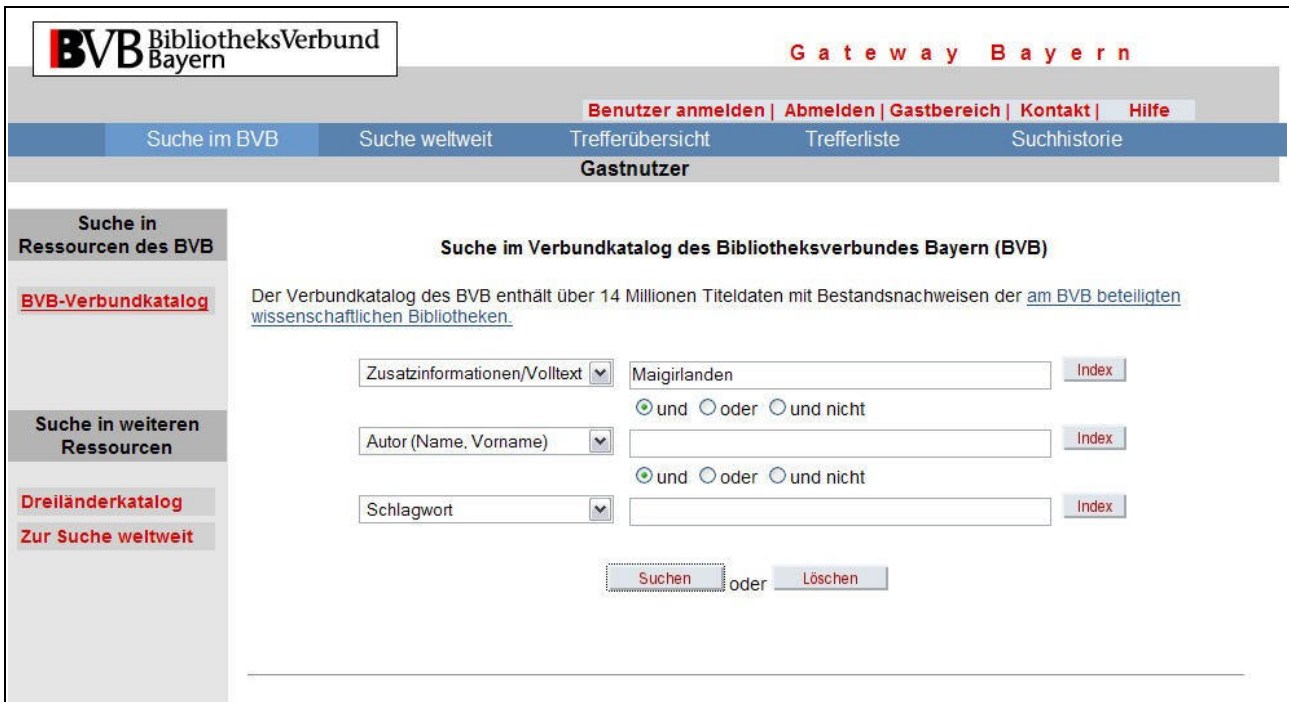 BVB BibliotheksVerbund
Bayern
Gateway Bayern
Benutzer anmelden | Abmelden | Gastbereich | Kontakt | Hilfe
Suche im BVB Suche weltweit Trefferübersicht Trefferliste Suchhistorie
Gastnutzer
Suche in
Ressourcen des BVB
BVB-Verbundkatalog
Suche in weiteren
Ressourcen
Dreiländerkatalog
Zur Suche weltweit
Suche im Verbundkatalog des Bibliotheksverbundes Bayern (BVB)
Der Verbundkatalog des BVB enthält über 14 Millionen Titeldaten mit Bestandsnachweisen der am BVB beteiligten
wissenschaftlichen Bibliotheken.
Zusatzinformationen/Volltext Maigirlanden Index
und oder und nicht
Autor (Name, Vorname) Index
und oder und nicht
Schlagwort Index
Suchen oder Löschen